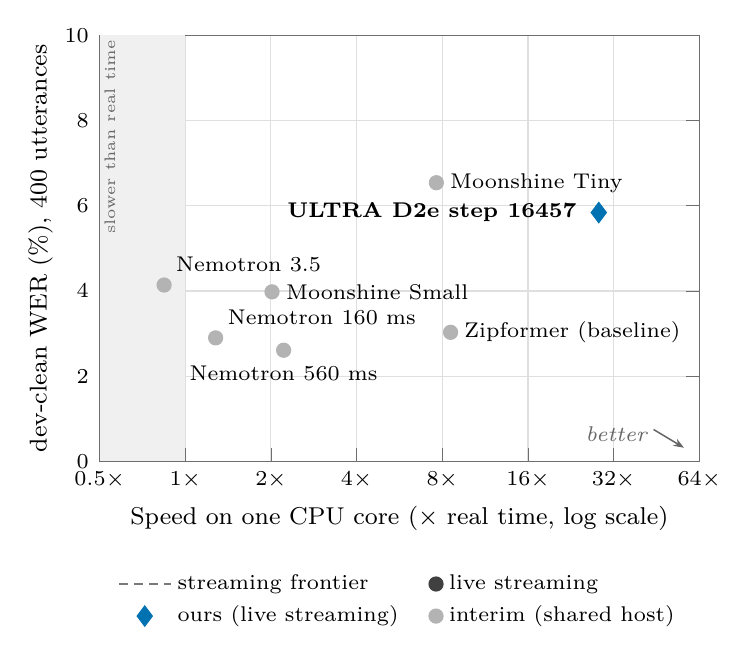 10
8
6
4
2
0
dev-clean WER (%), 400 utterances
slower than real time
Moonshine Tiny
ULTRA D2e step 16457
Nemotron 3.5
Moonshine Small
Nemotron 160 ms
Zipformer (baseline)
Nemotron 560 ms
better
0.5× 1× 2× 4× 8× 16× 32× 64×
Speed on one CPU core (× real time, log scale)
streaming frontier live streaming
ours (live streaming) interim (shared host)